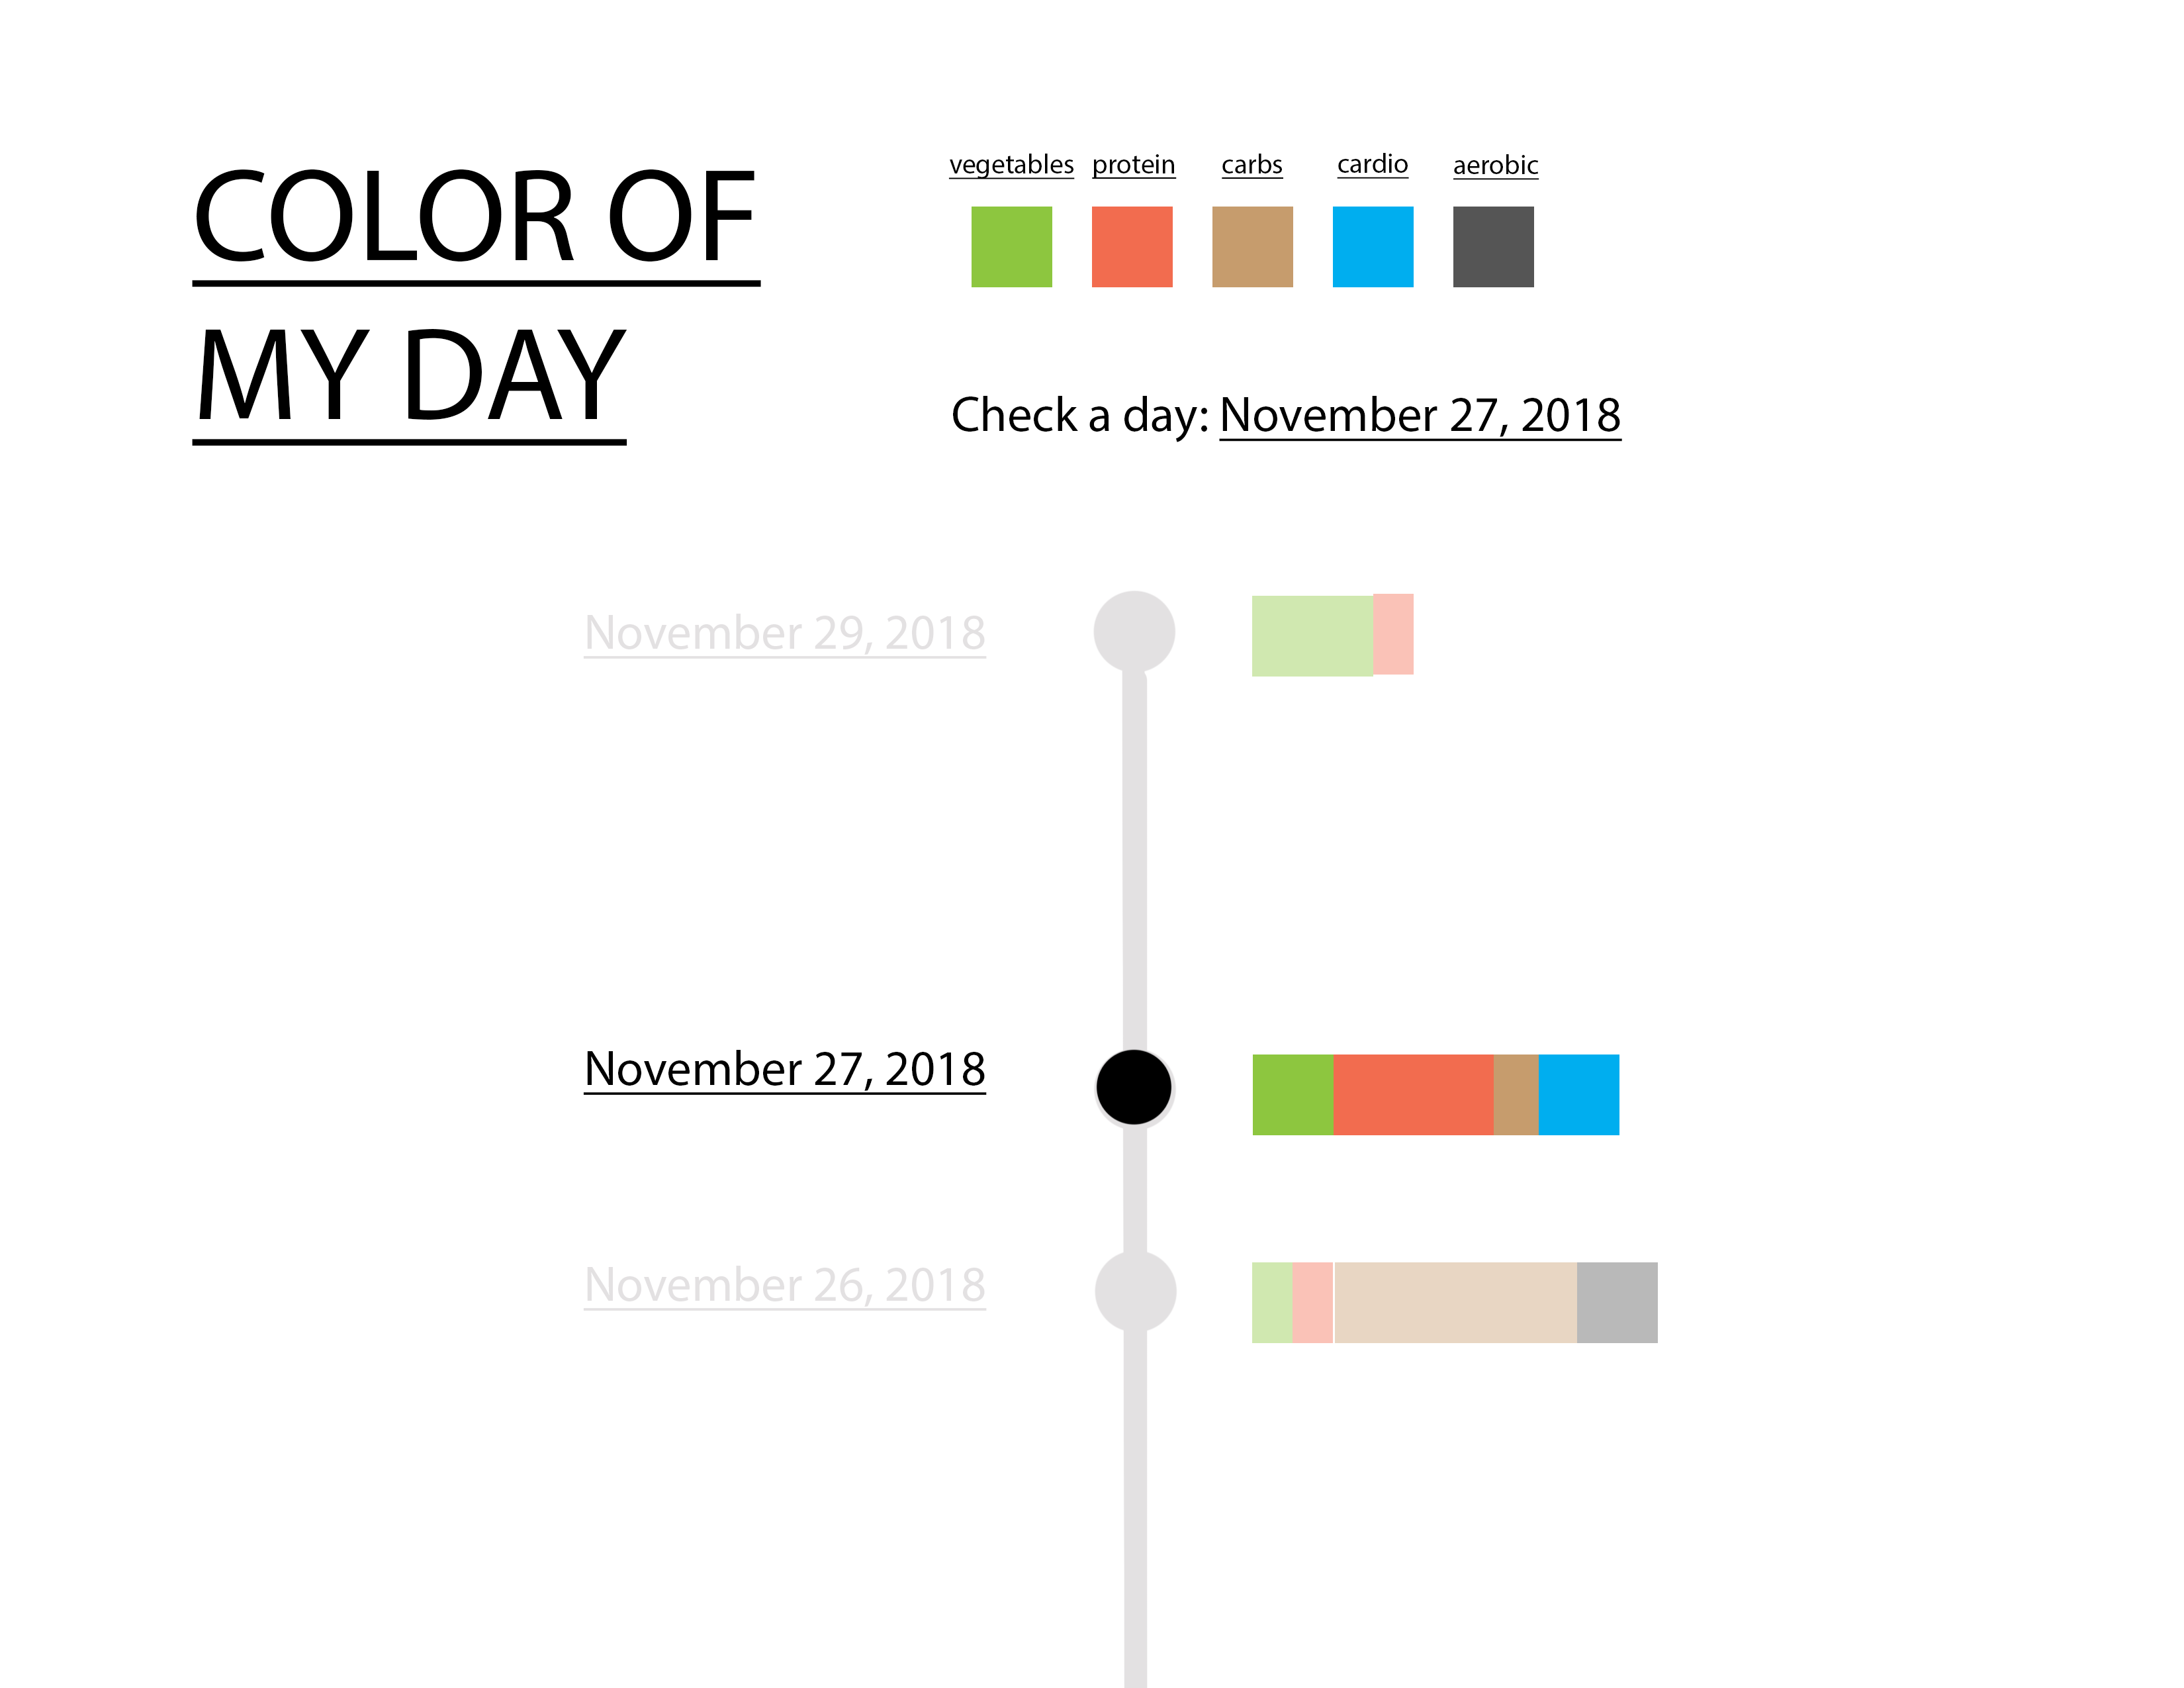 COLOR OF
MY DAY
vegetables protein carbs cardio aerobic
Check a day: November 27, 2018
November 29, 2018
November 27, 2018
November 26, 2018